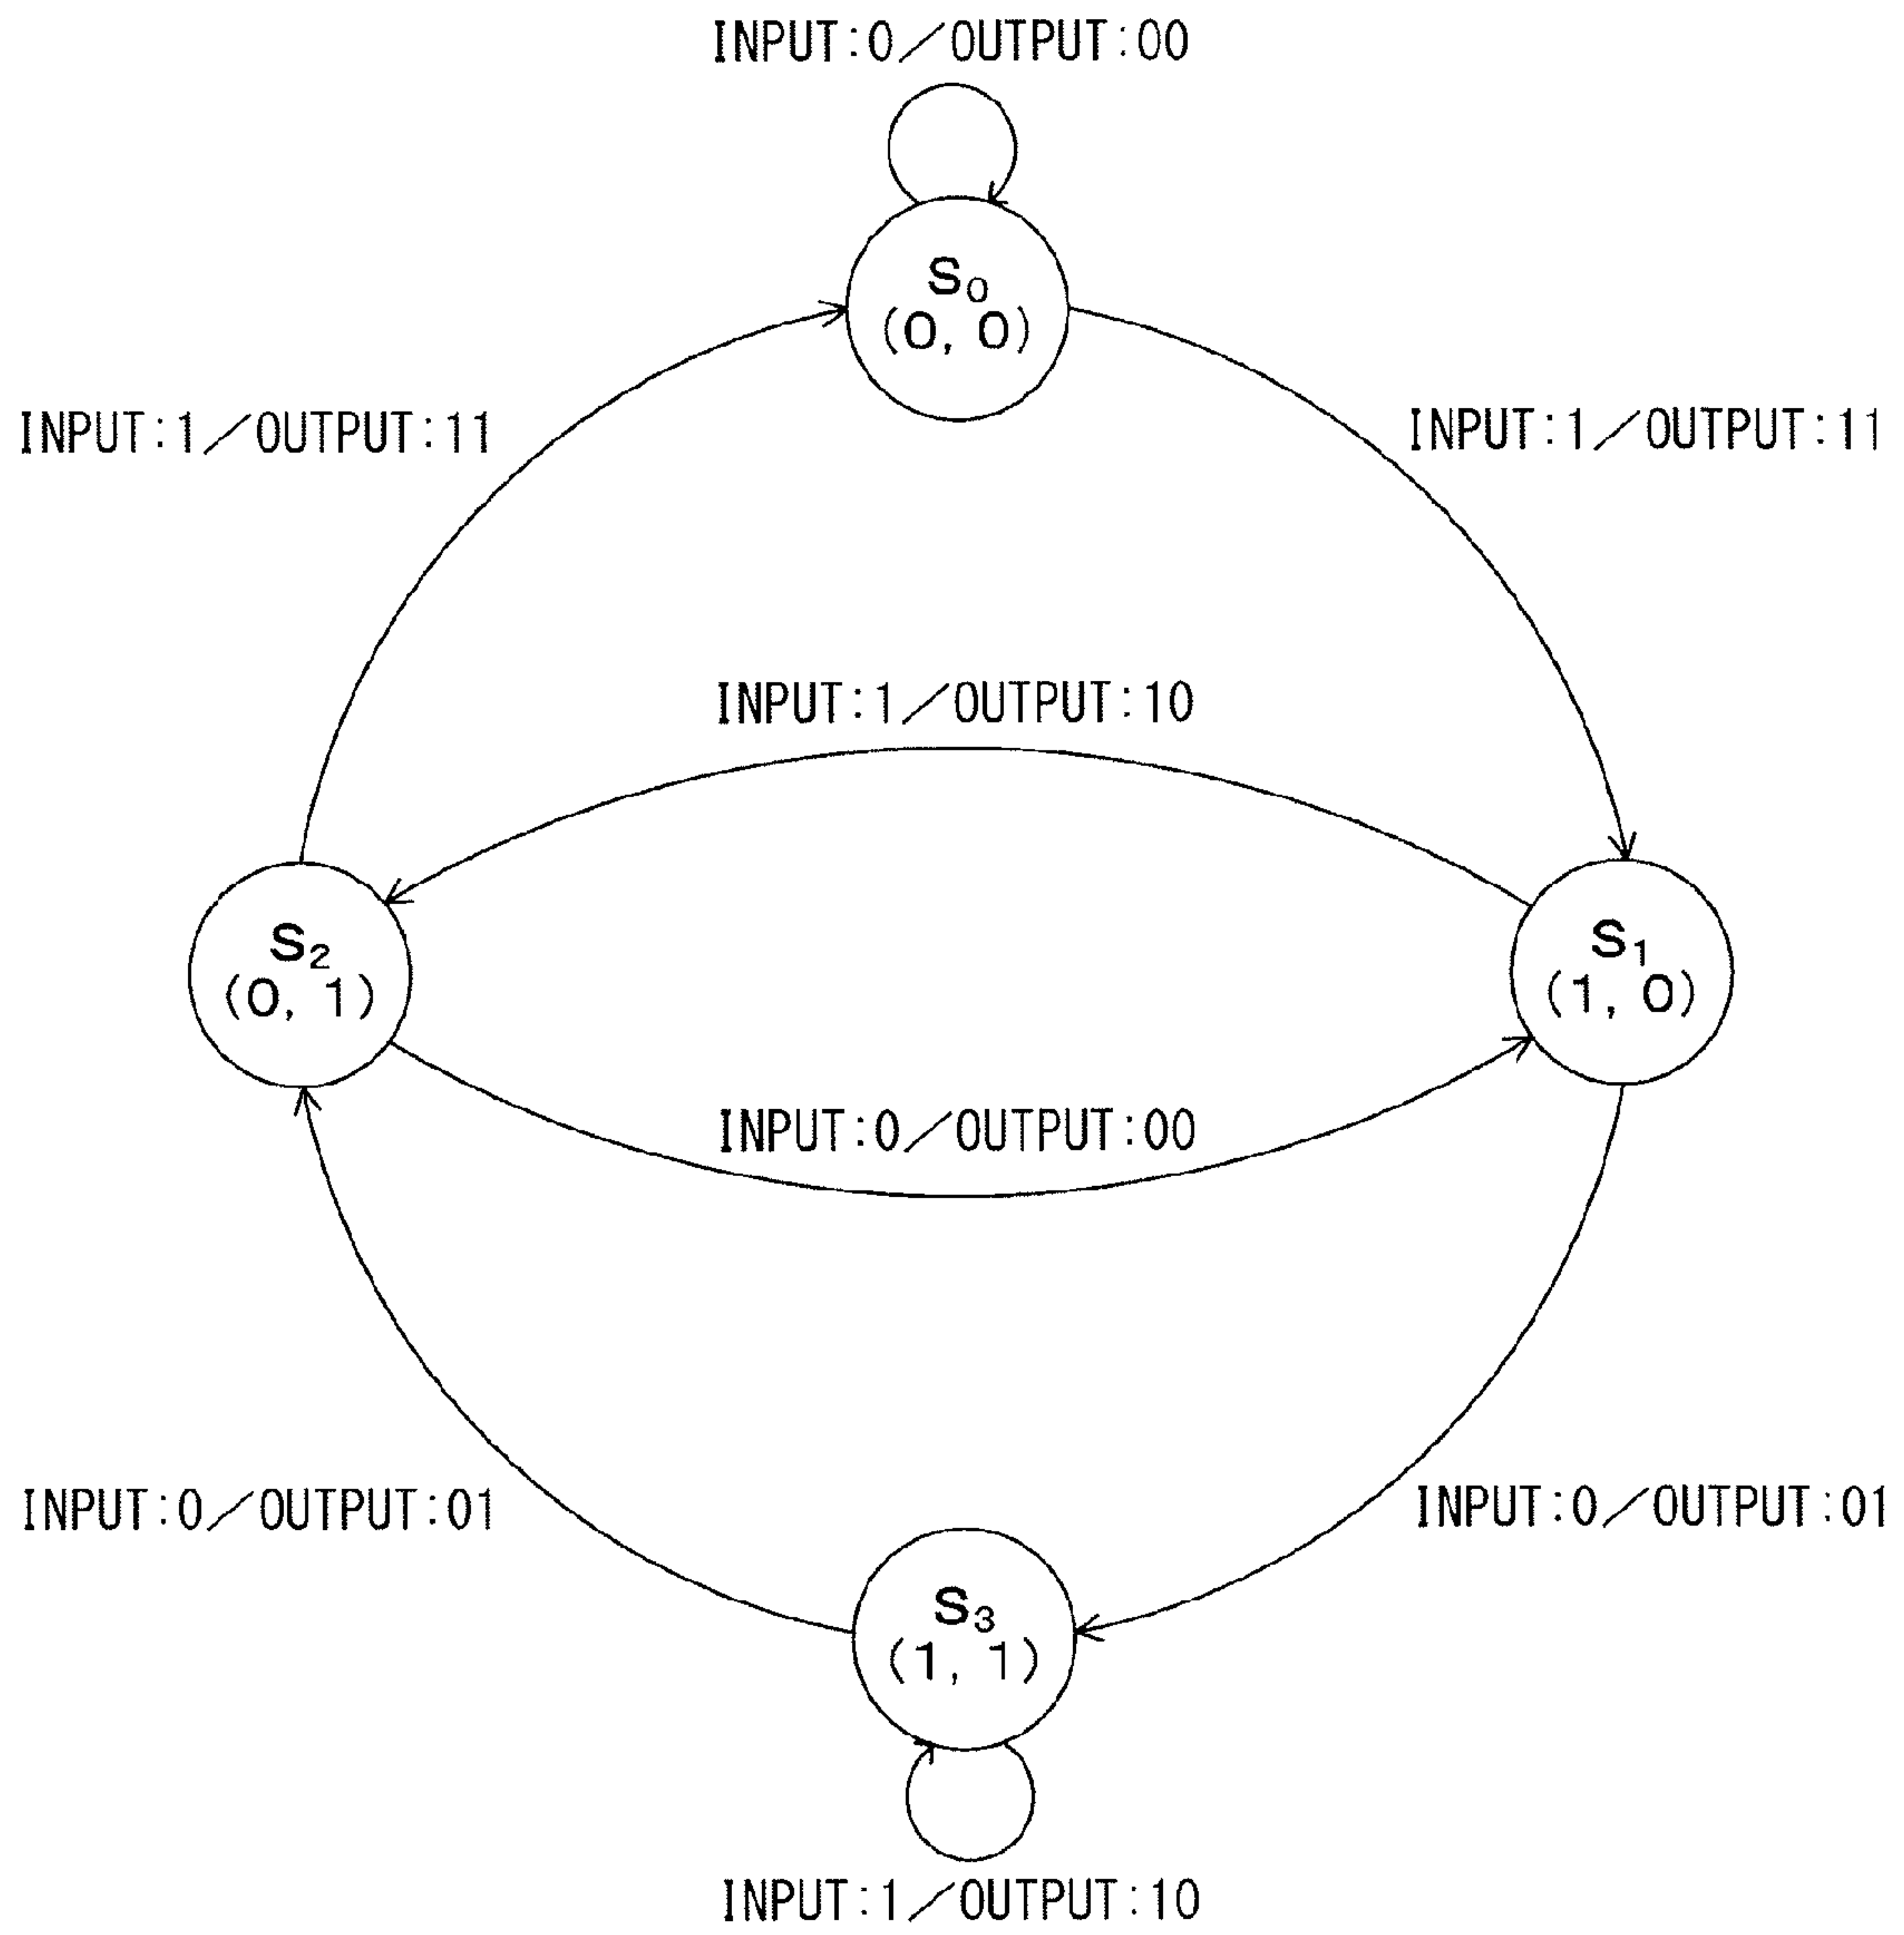 INPUT:0/OUTPUT:00
S₀
(0, 0)
INPUT:1/OUTPUT:11
INPUT:1/OUTPUT:11
INPUT:1/OUTPUT:10
S₂
(0, 1)
S₁
(1, 0)
INPUT:0/OUTPUT:00
INPUT:0/OUTPUT:01
INPUT:0/OUTPUT:01
S₃
(1, 1)
INPUT:1/OUTPUT:10